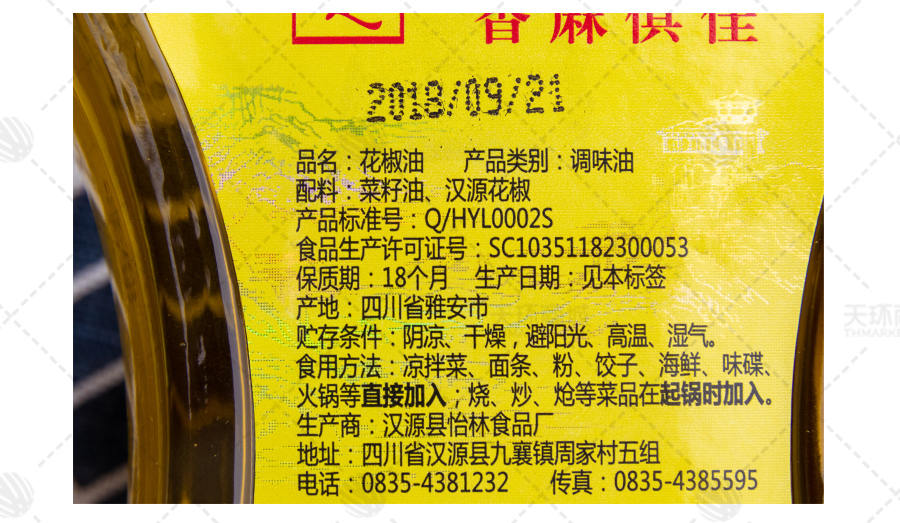 香麻俱佳
2018/09/21
品名：花椒油 产品类别：调味油
配料：菜籽油、汉源花椒
产品标准号：Q/HYL0002S
食品生产许可证号：SC10351182300053
保质期：18个月 生产日期：见本标签
产地：四川省雅安市
贮存条件：阴凉、干燥，避阳光、高温、湿气。
食用方法：凉拌菜、面条、粉、饺子、海鲜、味碟、
火锅等直接加入；烧、炒、炝等菜品在起锅时加入。
生产商：汉源县怡林食品厂
地址：四川省汉源县九襄镇周家村五组
电话：0835-4381232 传真：0835-4385595